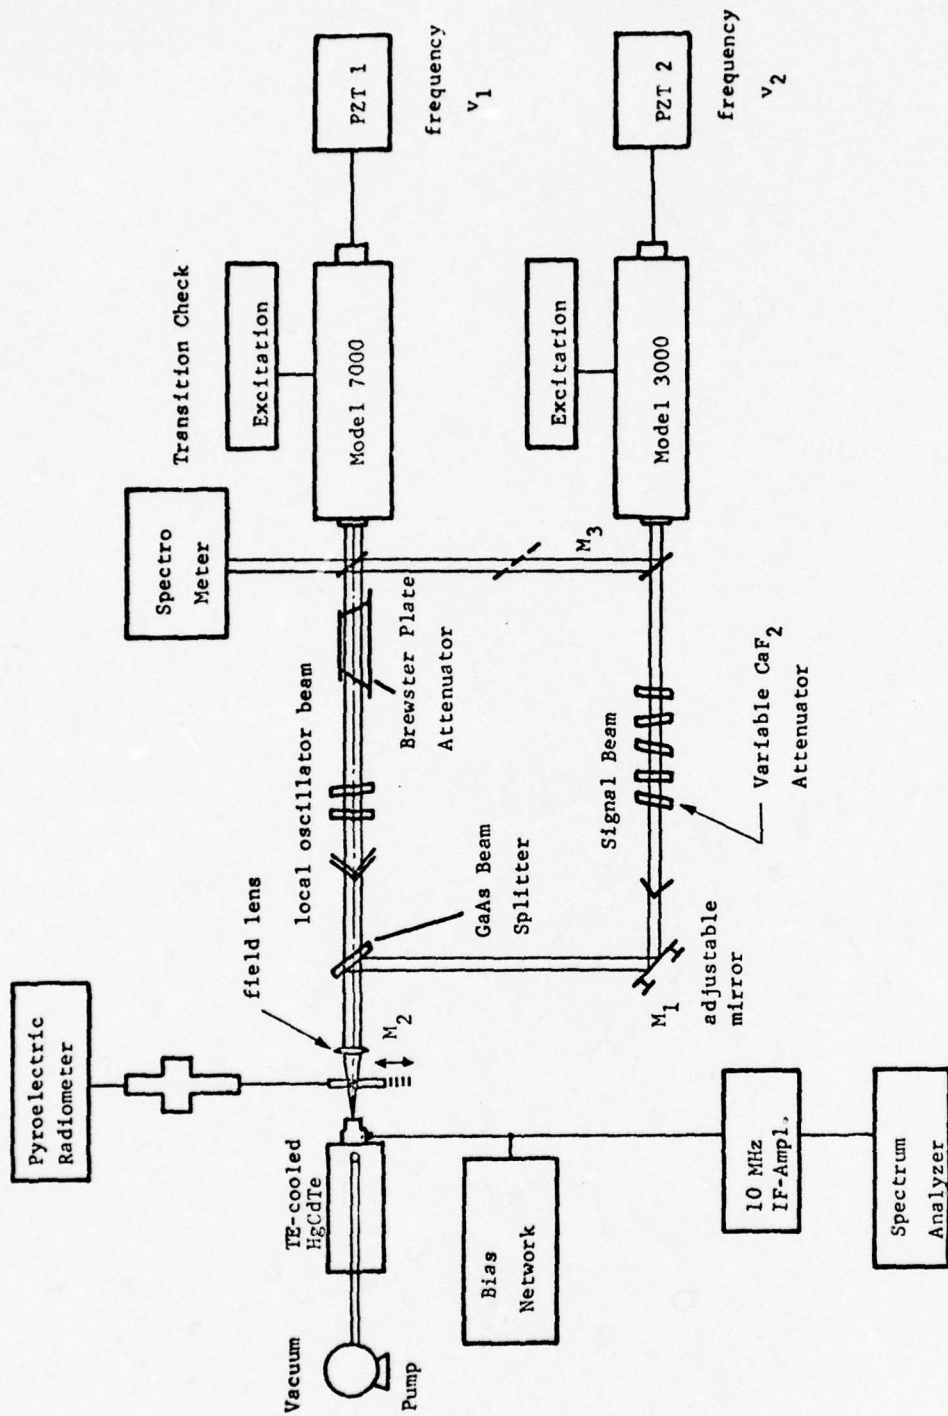 Pyroelectric
Radiometer
Spectro
Meter
Transition Check
Excitation
field lens
local oscillator beam
Vacuum
Pump
TE-cooled
HgCdTe
M2
Brewster Plate
Attenuator
Model 7000
PZT 1
frequency
ν1
GaAs Beam
Splitter
Bias
Network
Excitation
M3
Signal Beam
10 MHz
IF-Ampl.
M1
adjustable
mirror
Variable CaF2
Attenuator
Model 3000
PZT 2
frequency
ν2
Spectrum
Analyzer